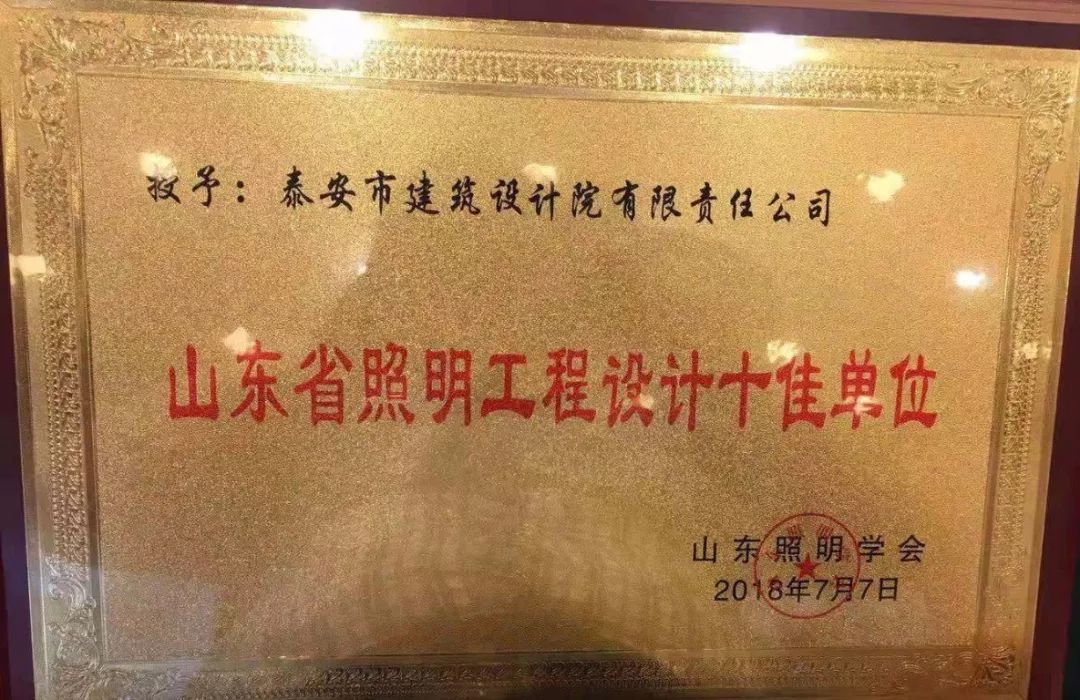 授予：泰安市建筑设计院有限责任公司
山东省照明工程设计十佳单位
山东照明学会
2018年7月7日